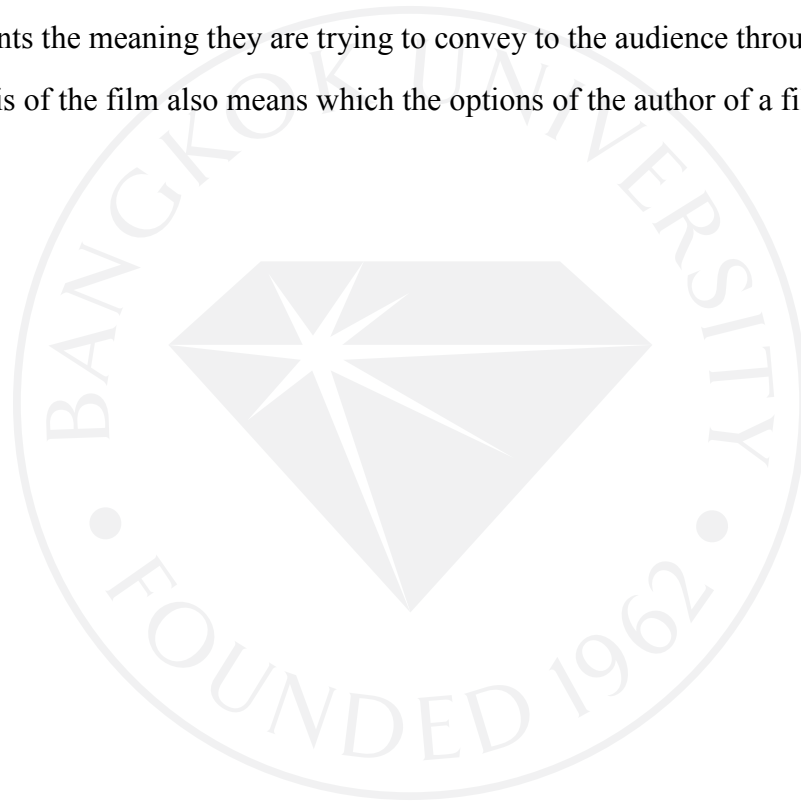 nts the meaning they are trying to convey to the audience throu
is of the film also means which the options of the author of a fi
BANGKOK UNIVERSITY
FOUNDED 1962